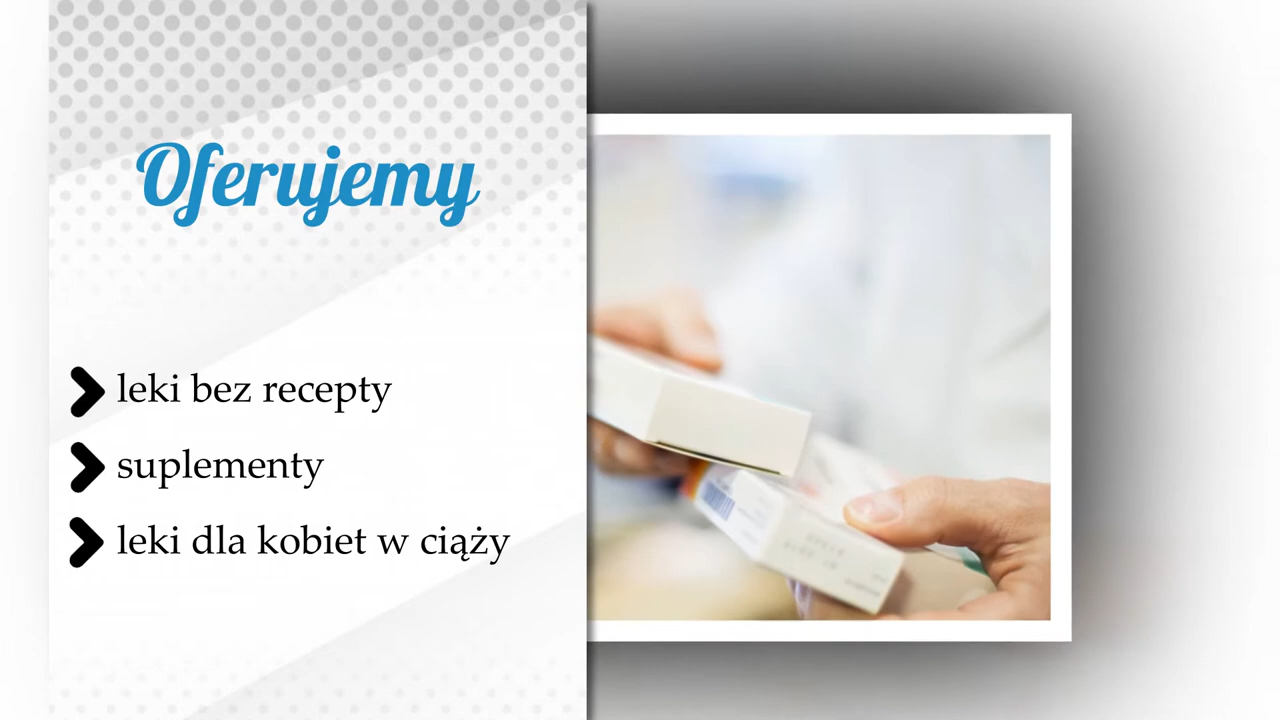 Oferujemy
leki bez recepty
suplementy
leki dla kobiet w ciąży